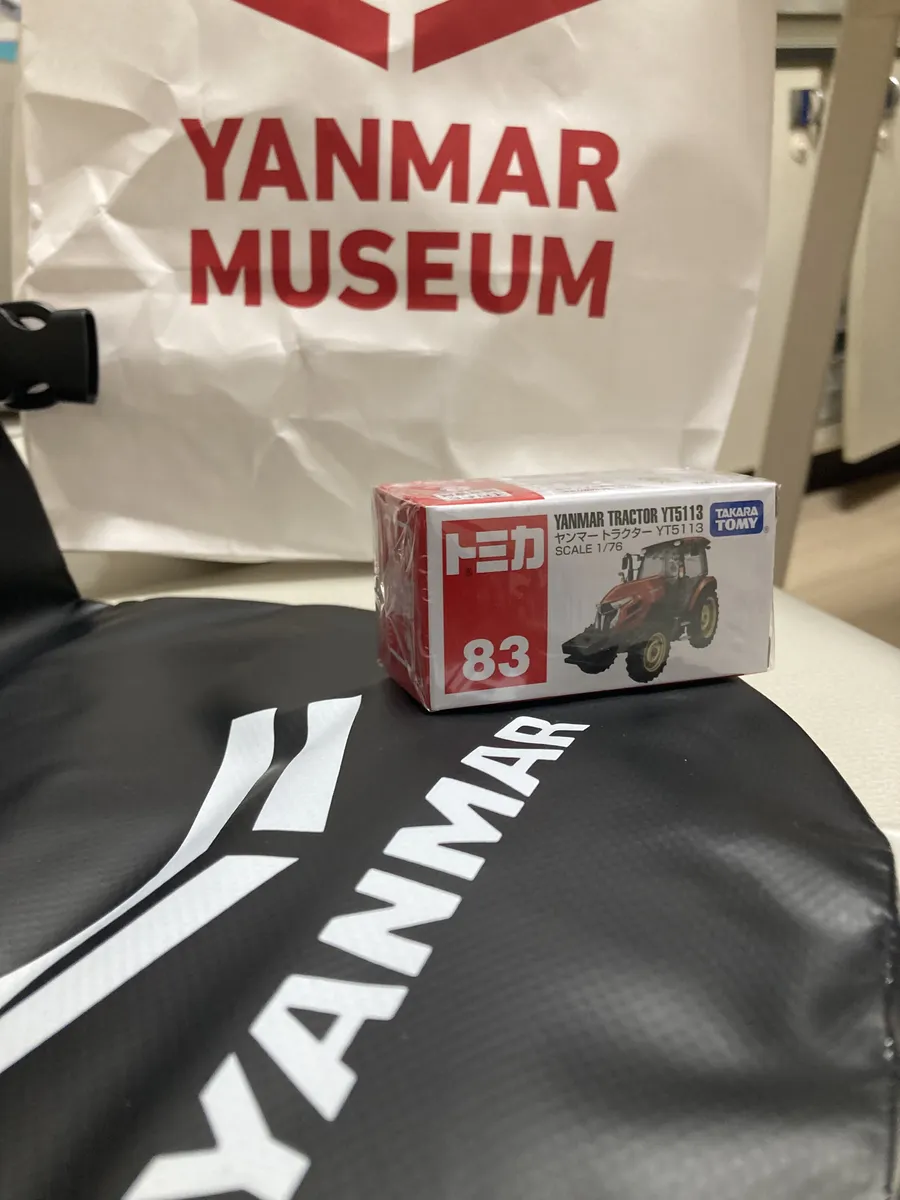 YANMAR
MUSEUM
トミカ
83
YANMAR TRACTOR YT5113
ヤンマー トラクター YT5113
SCALE 1/76
TAKARA
TOMY
YANMAR